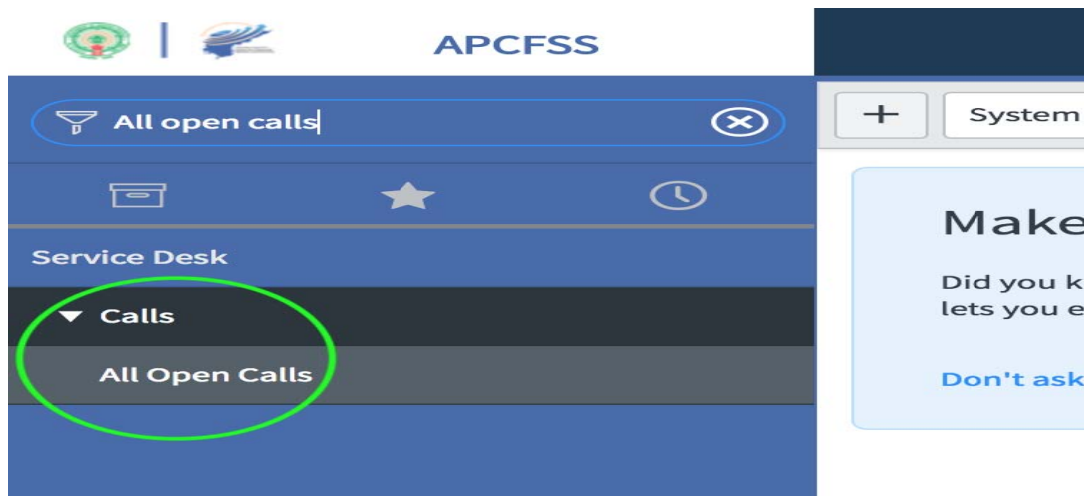 APCFSS
All open calls
Service Desk
Calls
All Open Calls
System
Make
Did you k
lets you e
Don't ask